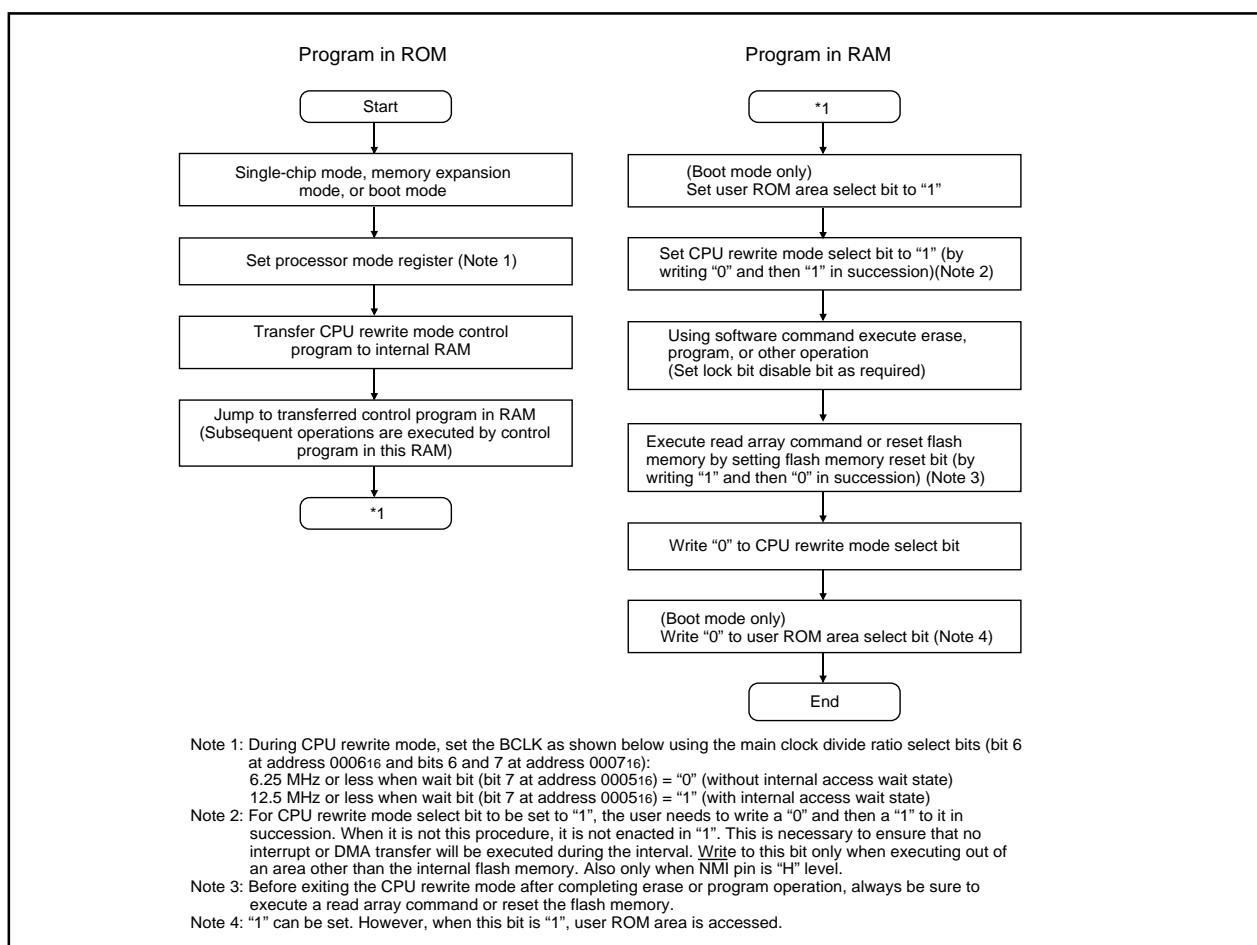 Program in ROM
Start
Single-chip mode, memory expansion
mode, or boot mode
Set processor mode register (Note 1)
Transfer CPU rewrite mode control
program to internal RAM
Jump to transferred control program in RAM
(Subsequent operations are executed by control
program in this RAM)
*1
Program in RAM
*1
(Boot mode only)
Set user ROM area select bit to “1”
Set CPU rewrite mode select bit to “1” (by
writing “0” and then “1” in succession)(Note 2)
Using software command execute erase,
program, or other operation
(Set lock bit disable bit as required)
Execute read array command or reset flash
memory by setting flash memory reset bit (by
writing “1” and then “0” in succession) (Note 3)
Write “0” to CPU rewrite mode select bit
(Boot mode only)
Write “0” to user ROM area select bit (Note 4)
End
Note 1: During CPU rewrite mode, set the BCLK as shown below using the main clock divide ratio select bits (bit 6
at address 000616 and bits 6 and 7 at address 000716):
6.25 MHz or less when wait bit (bit 7 at address 000516) = “0” (without internal access wait state)
12.5 MHz or less when wait bit (bit 7 at address 000516) = “1” (with internal access wait state)
Note 2: For CPU rewrite mode select bit to be set to “1”, the user needs to write a “0” and then a “1” to it in
succession. When it is not this procedure, it is not enacted in “1”. This is necessary to ensure that no
interrupt or DMA transfer will be executed during the interval. Write to this bit only when executing out of
an area other than the internal flash memory. Also only when NMI pin is “H” level.
Note 3: Before exiting the CPU rewrite mode after completing erase or program operation, always be sure to
execute a read array command or reset the flash memory.
Note 4: “1” can be set. However, when this bit is “1”, user ROM area is accessed.